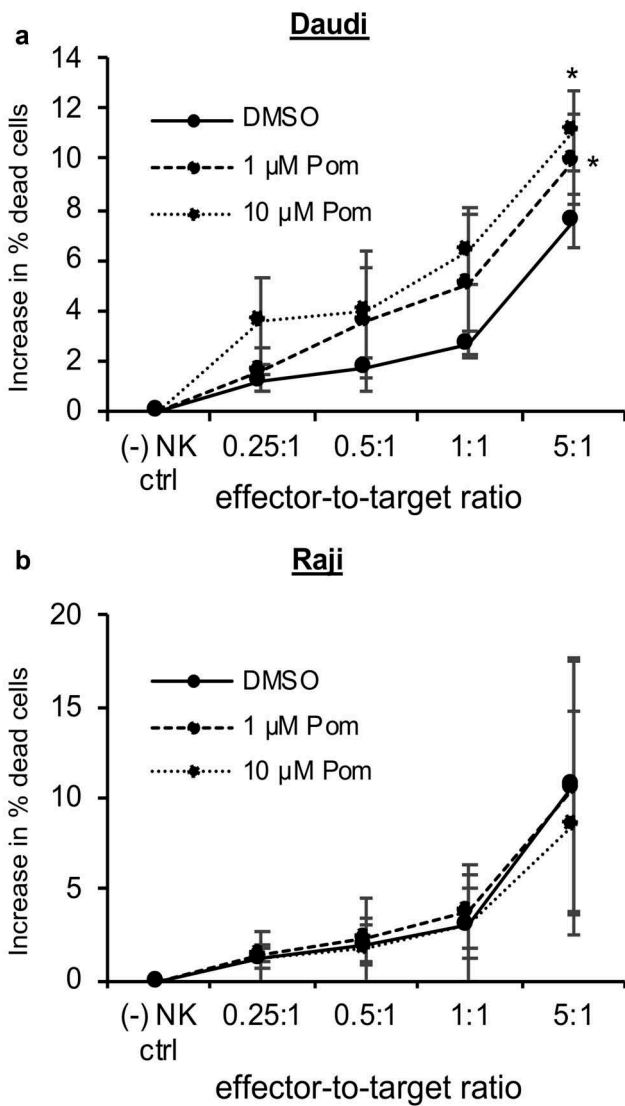 a
Daudi
Increase in % dead cells
14
12
10
8
6
4
2
0
DMSO
1 µM Pom
10 µM Pom
*
*
(-) NK 0.25:1 0.5:1 1:1 5:1
ctrl
effector-to-target ratio
b
Raji
Increase in % dead cells
20
15
10
5
0
DMSO
1 µM Pom
10 µM Pom
(-) NK 0.25:1 0.5:1 1:1 5:1
ctrl
effector-to-target ratio